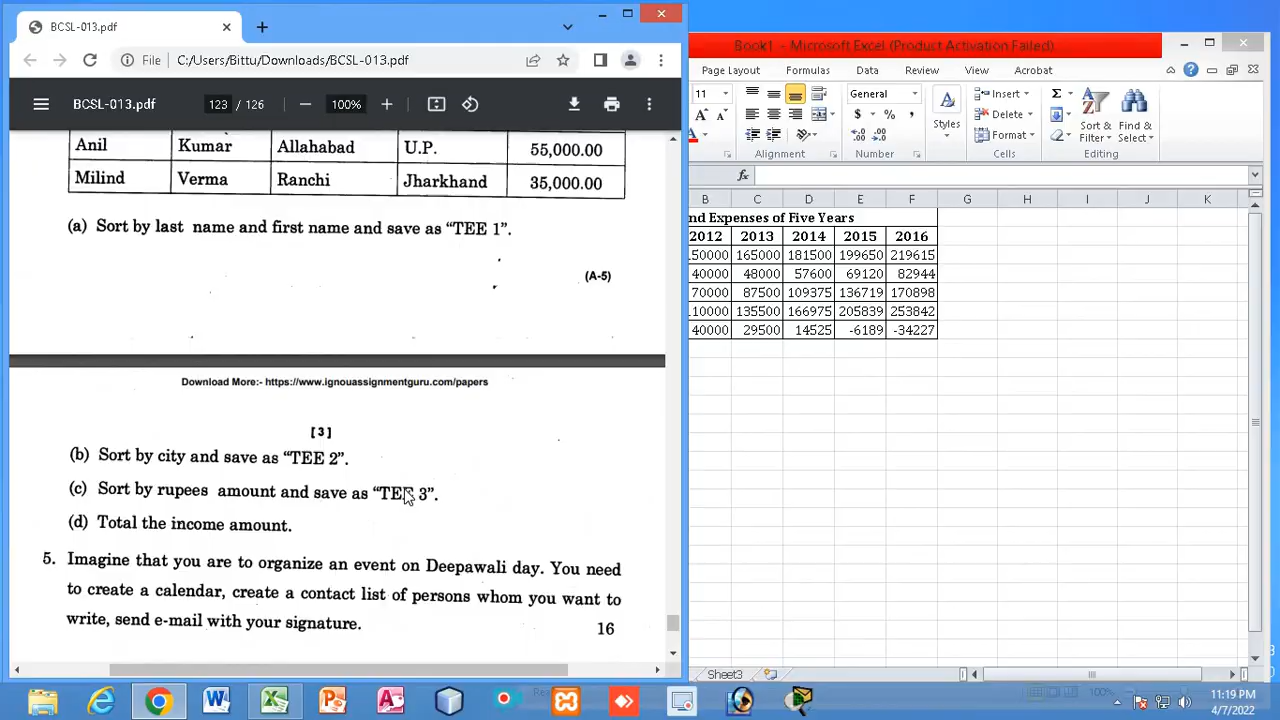 BCSL-013.pdf
File
C:/Users/Bittu/Downloads/BCSL-013.pdf
BCSL-013.pdf
123 / 126
100%
Anil Kumar Allahabad U.P. 55,000.00
Milind Verma Ranchi Jharkhand 35,000.00
(a) Sort by last name and first name and save as “TEE 1”.
(A-5)
Download More:- https://www.ignouassignmentguru.com/papers
[ 3 ]
(b) Sort by city and save as “TEE 2”.
(c) Sort by rupees amount and save as “TEE 3”.
(d) Total the income amount.
5. Imagine that you are to organize an event on Deepawali day. You need
to create a calendar, create a contact list of persons whom you want to
write, send e-mail with your signature. 16
Book1 - Microsoft Excel (Product Activation Failed)
Page Layout Formulas Data Review View Acrobat
11 General Insert
Styles Delete Sort & Find &
Format Filter Select
Alignment Number Cells Editing
fx
B C D E F G H I J K
nd Expenses of Five Years
2012 2013 2014 2015 2016
50000 165000 181500 199650 219615
40000 48000 57600 69120 82944
70000 87500 109375 136719 170898
10000 135500 166975 205839 253842
40000 29500 14525 -6189 -34227
Sheet3
100%
11:19 PM
4/7/2022